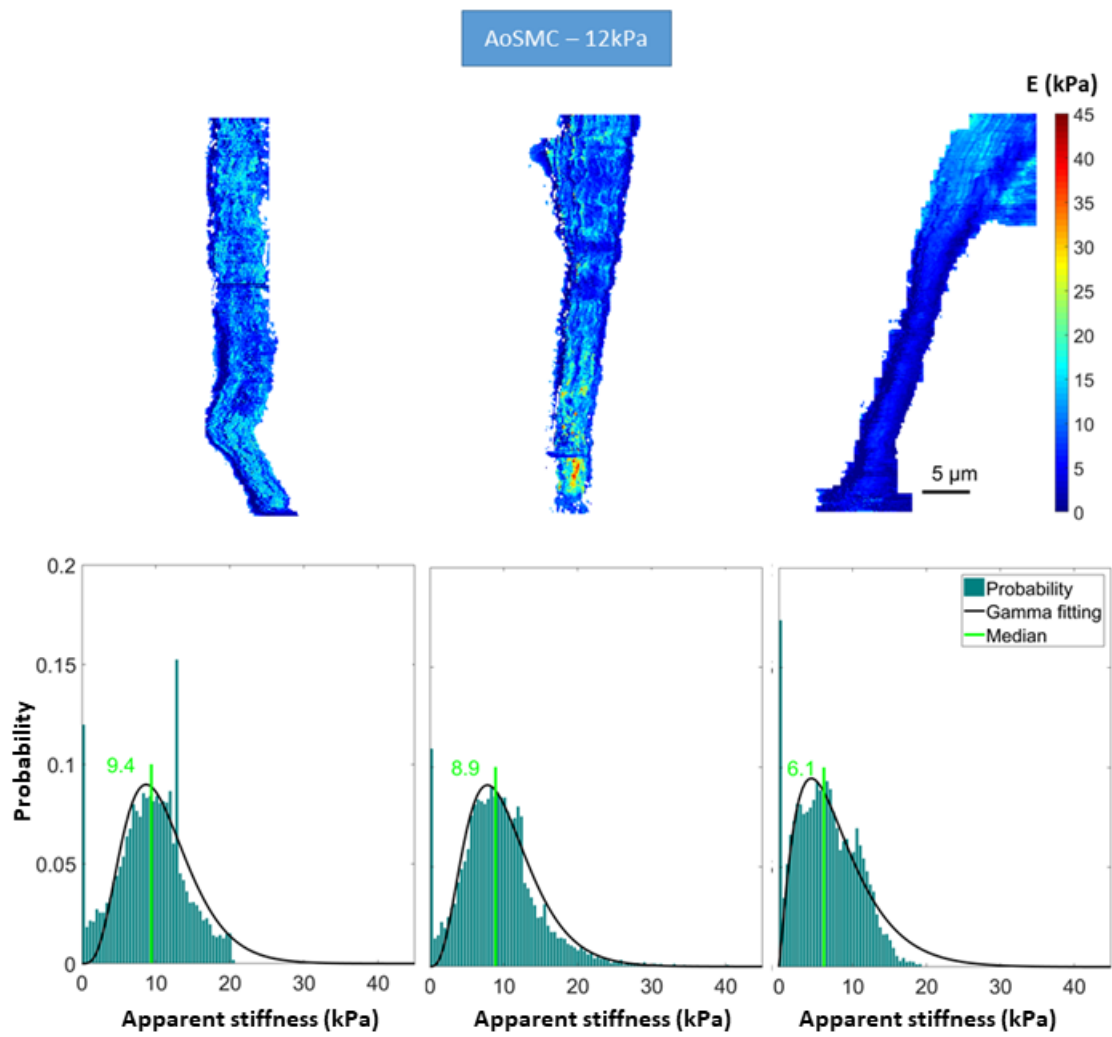 AoSMC – 12kPa
E (kPa)
45
40
35
30
25
20
15
10
5
0
5 µm
0.2
0.15
0.1
0.05
0
Probability
9.4
8.9
6.1
Probability
Gamma fitting
Median
0 10 20 30 40
0 10 20 30 40
0 10 20 30 40
Apparent stiffness (kPa)
Apparent stiffness (kPa)
Apparent stiffness (kPa)